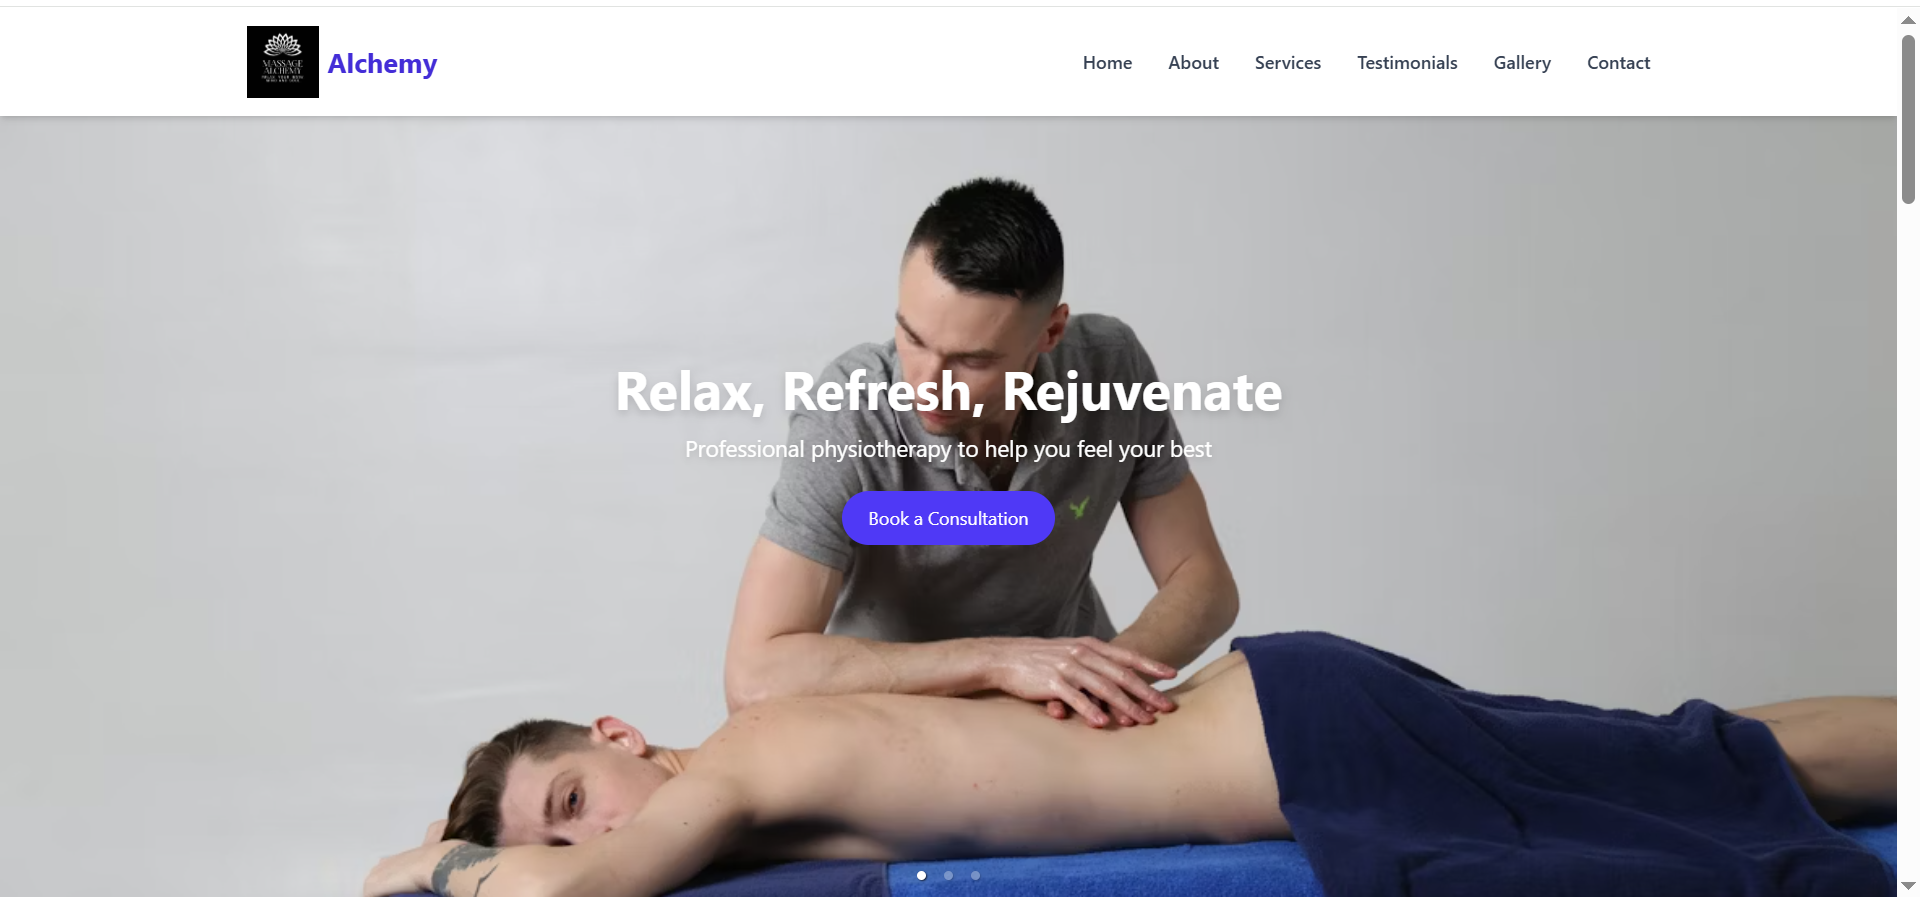 MASSAGE
ALCHEMY
Alchemy
Home
About
Services
Testimonials
Gallery
Contact
Relax, Refresh, Rejuvenate
Professional physiotherapy to help you feel your best
Book a Consultation